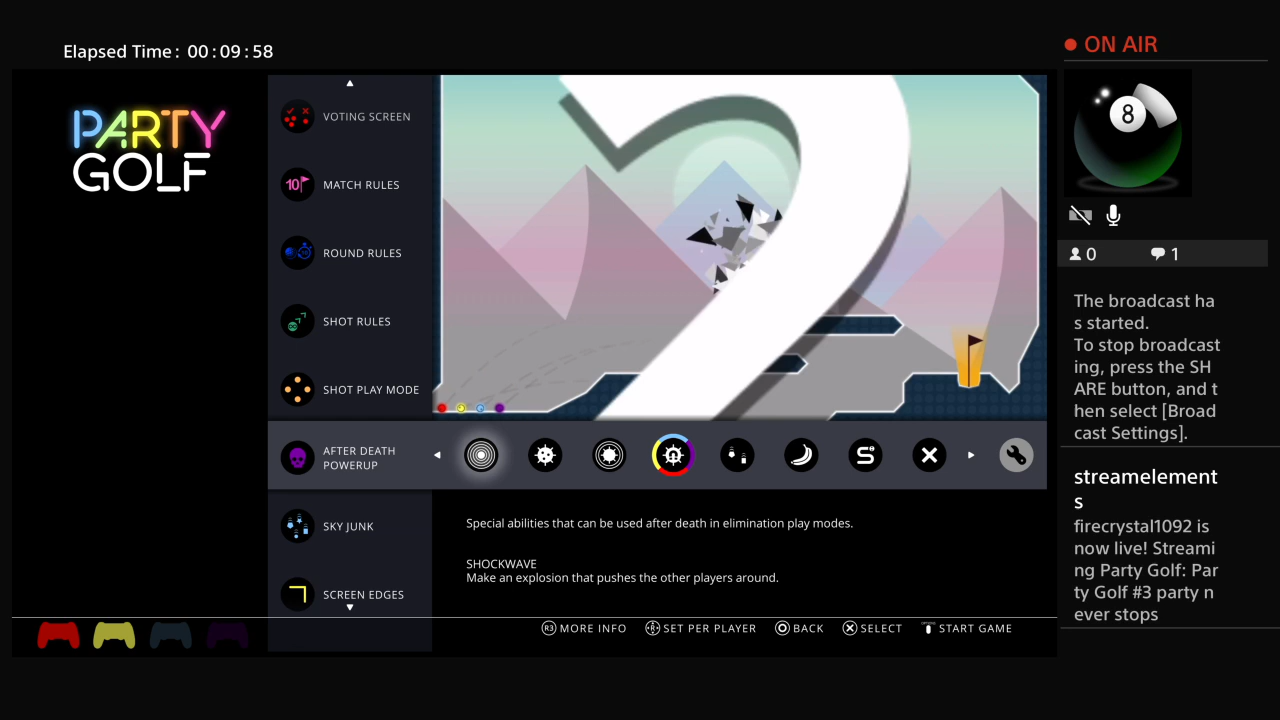 Elapsed Time: 00:09:58
ON AIR
PARTY
GOLF
8
0
1
VOTING SCREEN
10
MATCH RULES
ROUND RULES
SHOT RULES
SHOT PLAY MODE
AFTER DEATH
POWERUP
SKY JUNK
SCREEN EDGES
2
Special abilities that can be used after death in elimination play modes.
SHOCKWAVE
Make an explosion that pushes the other players around.
R3 MORE INFO
R SET PER PLAYER
BACK
SELECT
OPTIONS START GAME
The broadcast ha
s started.
To stop broadcast
ing, press the SH
ARE button, and t
hen select [Broad
cast Settings].
streamelement
s
firecrystal1092 is
now live! Streami
ng Party Golf: Par
ty Golf #3 party n
ever stops